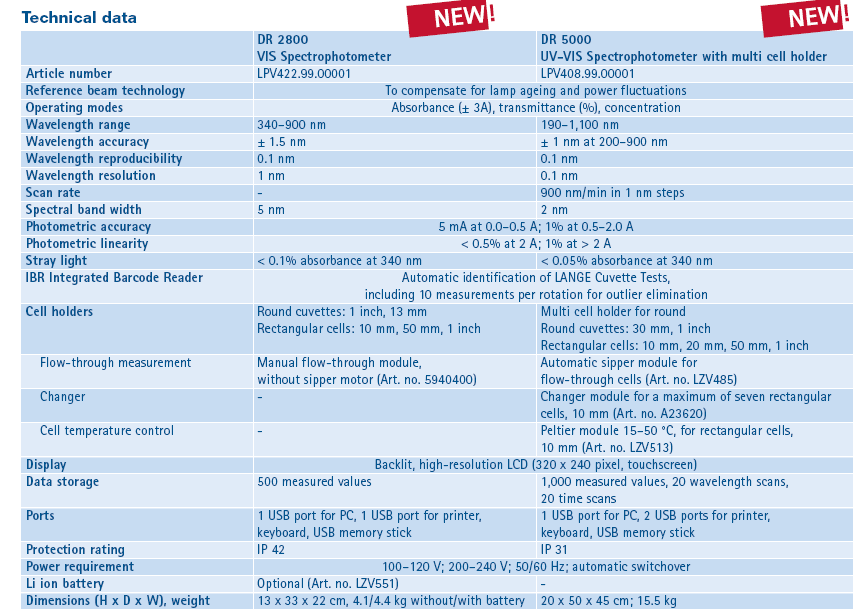 Technical data
NEW!
NEW!
DR 2800
VIS Spectrophotometer
DR 5000
UV-VIS Spectrophotometer with multi cell holder
Article number LPV422.99.00001 LPV408.99.00001
Reference beam technology To compensate for lamp ageing and power fluctuations
Operating modes Absorbance (± 3A), transmittance (%), concentration
Wavelength range 340–900 nm 190–1,100 nm
Wavelength accuracy ± 1.5 nm ± 1 nm at 200–900 nm
Wavelength reproducibility 0.1 nm 0.1 nm
Wavelength resolution 1 nm 0.1 nm
Scan rate – 900 nm/min in 1 nm steps
Spectral band width 5 nm 2 nm
Photometric accuracy 5 mA at 0.0–0.5 A; 1% at 0.5–2.0 A
Photometric linearity < 0.5% at 2 A; 1% at > 2 A
Stray light < 0.1% absorbance at 340 nm < 0.05% absorbance at 340 nm
IBR Integrated Barcode Reader Automatic identification of LANGE Cuvette Tests,
including 10 measurements per rotation for outlier elimination
Cell holders Round cuvettes: 1 inch, 13 mm Multi cell holder for round
Rectangular cells: 10 mm, 50 mm, 1 inch Round cuvettes: 30 mm, 1 inch
Rectangular cells: 10 mm, 20 mm, 50 mm, 1 inch
Flow-through measurement Manual flow-through module, Automatic sipper module for
without sipper motor (Art. no. 5940400) flow-through cells (Art. no. LZV485)
Changer – Changer module for a maximum of seven rectangular
cells, 10 mm (Art. no. A23620)
Cell temperature control – Peltier module 15–50 °C, for rectangular cells,
10 mm (Art. no. LZV513)
Display Backlit, high-resolution LCD (320 x 240 pixel, touchscreen)
Data storage 500 measured values 1,000 measured values, 20 wavelength scans,
20 time scans
Ports 1 USB port for PC, 1 USB port for printer, 1 USB port for PC, 2 USB ports for printer,
keyboard, USB memory stick keyboard, USB memory stick
Protection rating IP 42 IP 31
Power requirement 100–120 V; 200–240 V; 50/60 Hz; automatic switchover
Li ion battery Optional (Art. no. LZV551) –
Dimensions (H x D x W), weight 13 x 33 x 22 cm, 4.1/4.4 kg without/with battery 20 x 50 x 45 cm; 15.5 kg